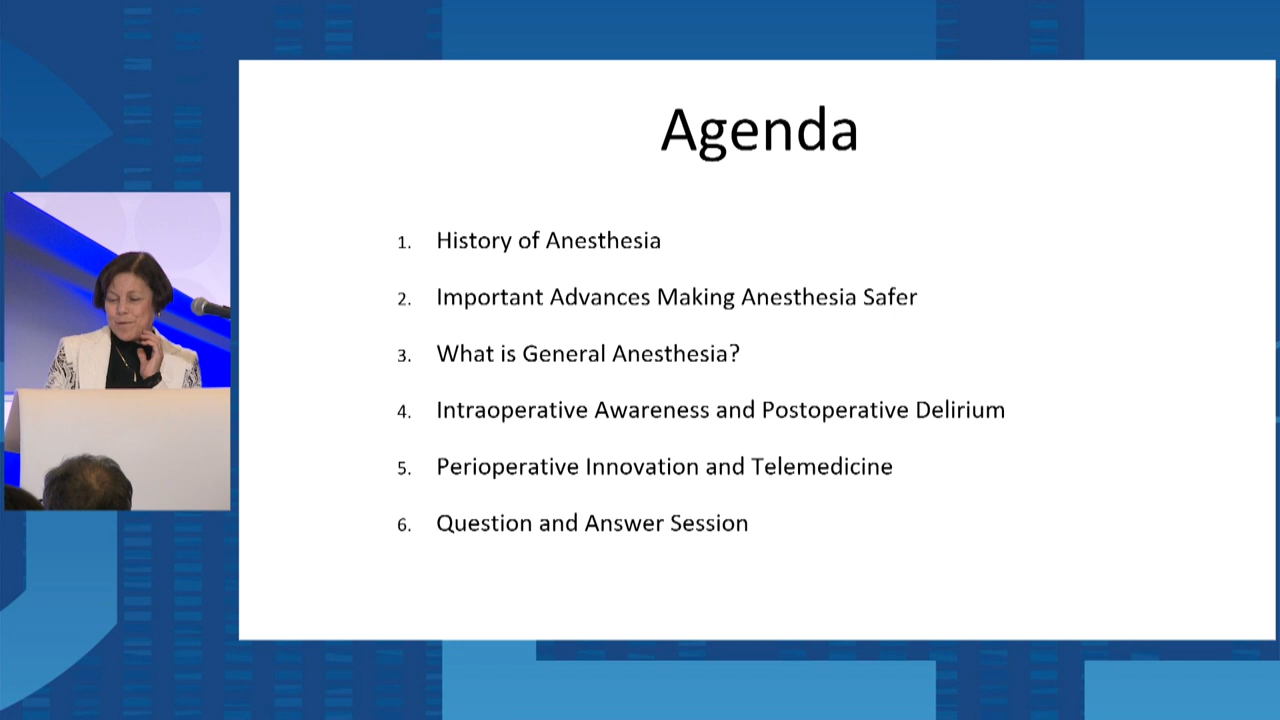 Agenda
1. History of Anesthesia
2. Important Advances Making Anesthesia Safer
3. What is General Anesthesia?
4. Intraoperative Awareness and Postoperative Delirium
5. Perioperative Innovation and Telemedicine
6. Question and Answer Session